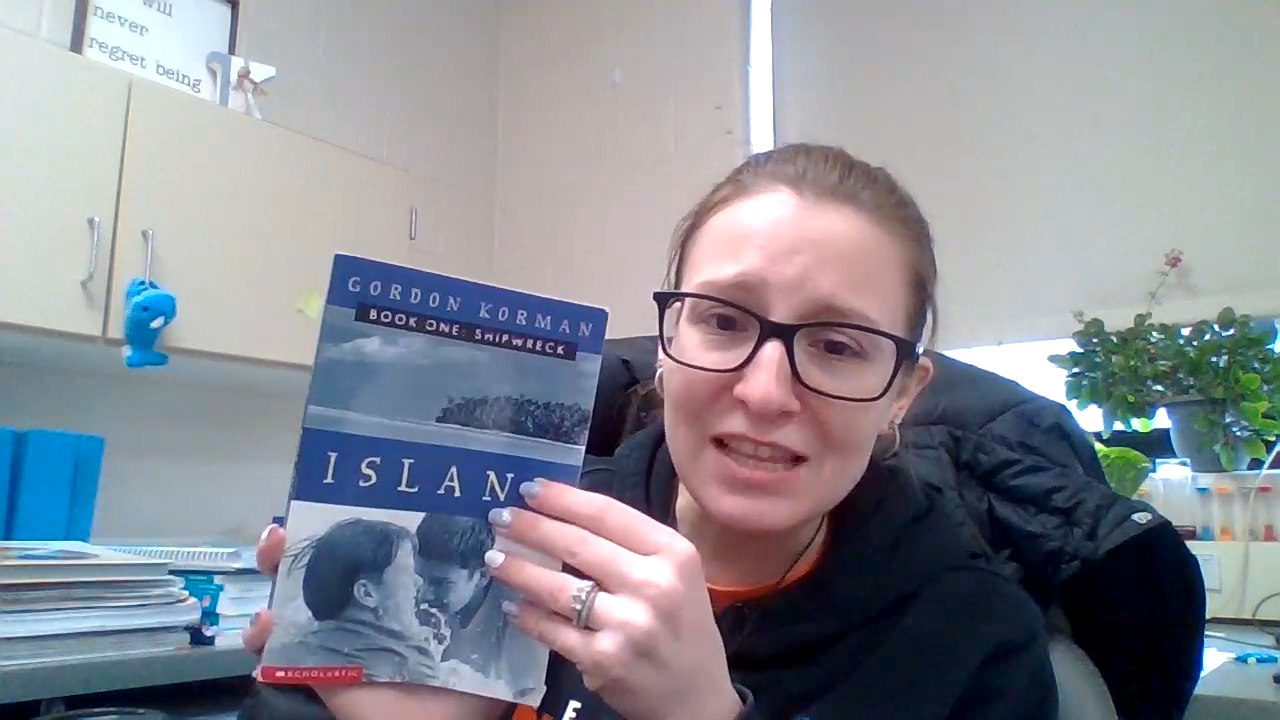 will
never
regret being
GORDON KORMAN
BOOK ONE: SHIPWRECK
ISLAN
SCHOLASTIC
E